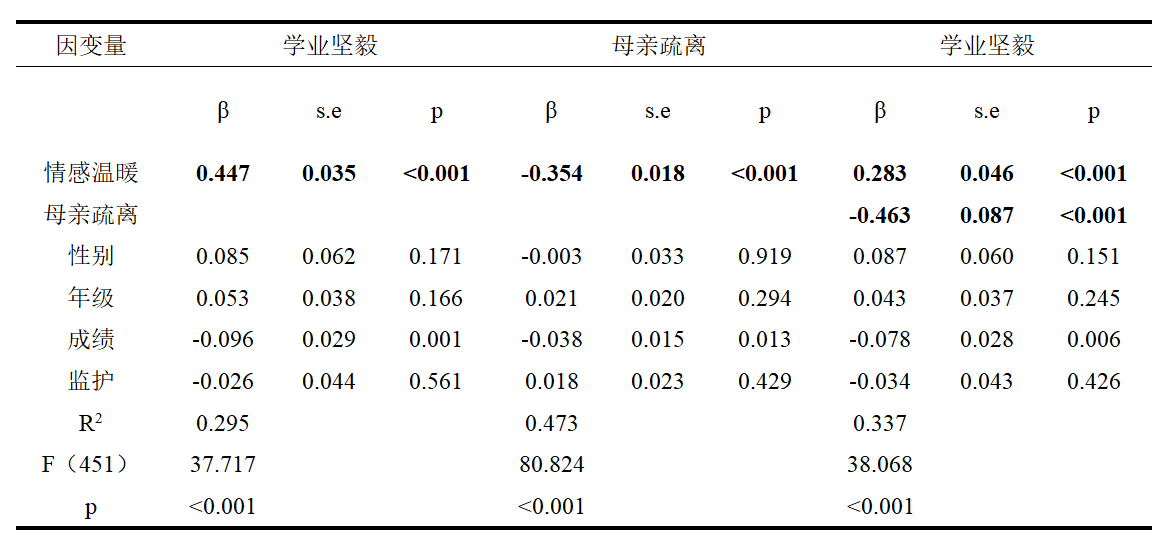 因变量 学业坚毅 母亲疏离 学业坚毅
β s.e p β s.e p β s.e p
情感温暖 0.447 0.035 <0.001 -0.354 0.018 <0.001 0.283 0.046 <0.001
母亲疏离 -0.463 0.087 <0.001
性别 0.085 0.062 0.171 -0.003 0.033 0.919 0.087 0.060 0.151
年级 0.053 0.038 0.166 0.021 0.020 0.294 0.043 0.037 0.245
成绩 -0.096 0.029 0.001 -0.038 0.015 0.013 -0.078 0.028 0.006
监护 -0.026 0.044 0.561 0.018 0.023 0.429 -0.034 0.043 0.426
R² 0.295 0.473 0.337
F（451） 37.717 80.824 38.068
p <0.001 <0.001 <0.001